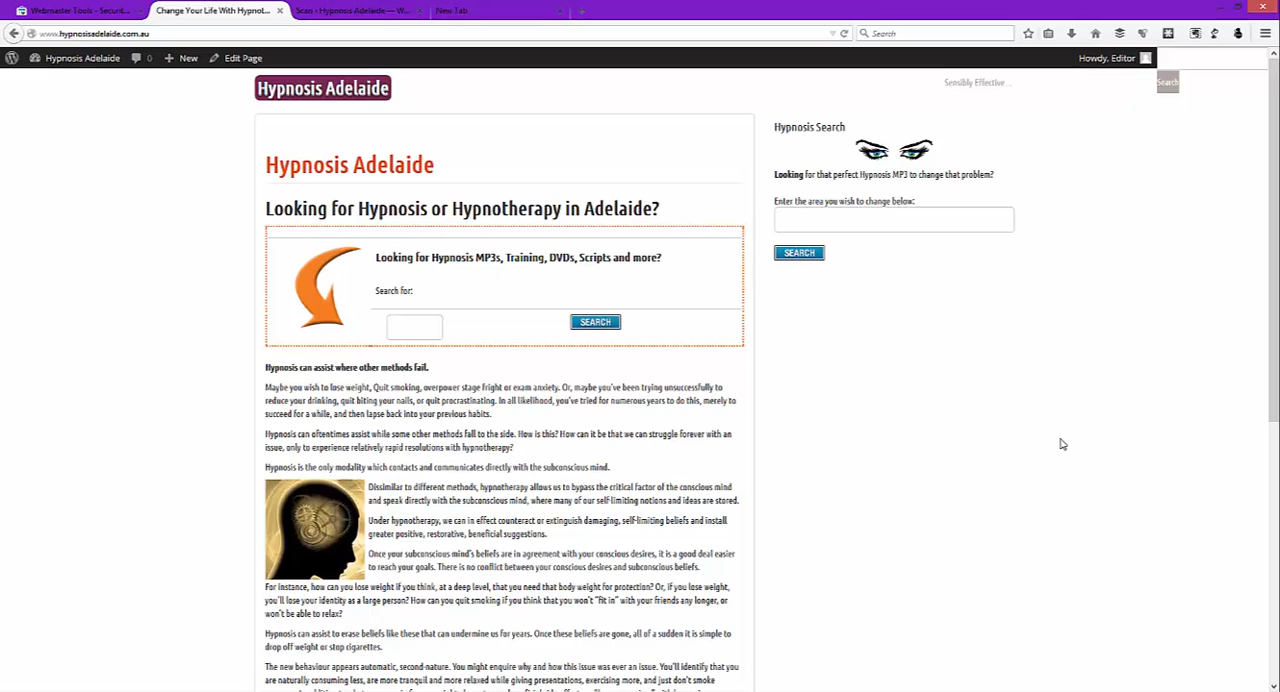 Webmaster Tools - Securit...
Change Your Life With Hypnot...
Scan ‹ Hypnosis Adelaide — W...
New Tab
www.hypnosisadelaide.com.au
Search
Hypnosis Adelaide
0
New
Edit Page
Howdy, Editor
Hypnosis Adelaide
Sensibly Effective...
Search
Hypnosis Adelaide
Looking for Hypnosis or Hypnotherapy in Adelaide?
Looking for Hypnosis MP3s, Training, DVDs, Scripts and more?
Search for:
SEARCH
Hypnosis can assist where other methods fail.
Maybe you wish to lose weight, Quit smoking, overpower stage fright or exam anxiety. Or, maybe you've been trying unsuccessfully to
reduce your drinking, quit biting your nails, or quit procrastinating. In all likelihood, you've tried for numerous years to do this, merely to
succeed for a while, and then lapse back into your previous habits.
Hypnosis can oftentimes assist while some other methods fall to the side. How is this? How can it be that we can struggle forever with an
issue, only to experience relatively rapid resolutions with hypnotherapy?
Hypnosis is the only modality which contacts and communicates directly with the subconscious mind.
Dissimilar to different methods, hypnotherapy allows us to bypass the critical factor of the conscious mind
and speak directly with the subconscious mind, where many of our self-limiting notions and ideas are stored.
Under hypnotherapy, we can in effect counteract or extinguish damaging, self-limiting beliefs and install
greater positive, restorative, beneficial suggestions.
Once your subconscious mind's beliefs are in agreement with your conscious desires, it is a good deal easier
to reach your goals. There is no conflict between your conscious desires and subconscious beliefs.
For instance, how can you lose weight if you think, at a deep level, that you need that body weight for protection? Or, if you lose weight,
you'll lose your identity as a large person? How can you quit smoking if you think that you won't "fit in" with your friends any longer, or
won't be able to relax?
Hypnosis can assist to erase beliefs like these that can undermine us for years. Once these beliefs are gone, all of a sudden it is simple to
drop off weight or stop cigarettes.
The new behaviour appears automatic, second-nature. You might enquire why and how this issue was ever an issue. You'll identify that you
are naturally consuming less, are more tranquil and more relaxed while giving presentations, exercising more, and just don't smoke
Hypnosis Search
Looking for that perfect Hypnosis MP3 to change that problem?
Enter the area you wish to change below:
SEARCH